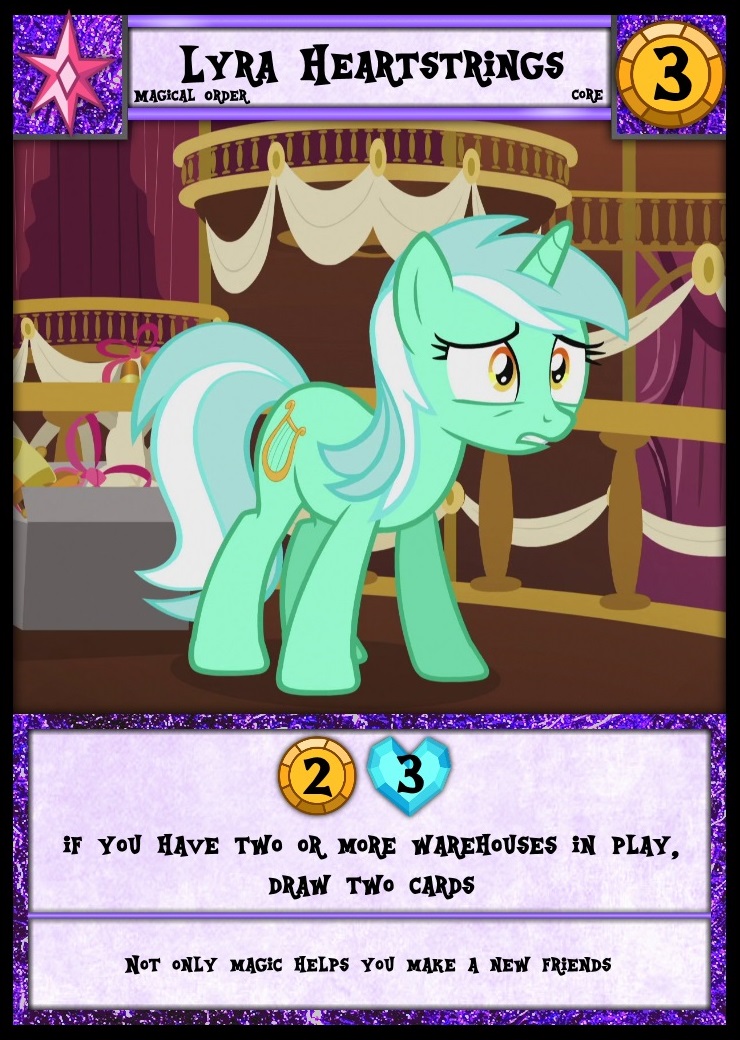 Lyra Heartstrings
Magical Order
Core
3
2 3
If you have two or more warehouses in play,
draw two cards
Not only magic helps you make a new friends